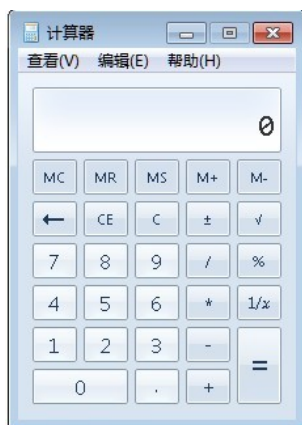 计算器
查看(V) 编辑(E) 帮助(H)
0
MC MR MS M+ M-
← CE C ± √
7 8 9 / %
4 5 6 * 1/x
1 2 3 - =
0 . +